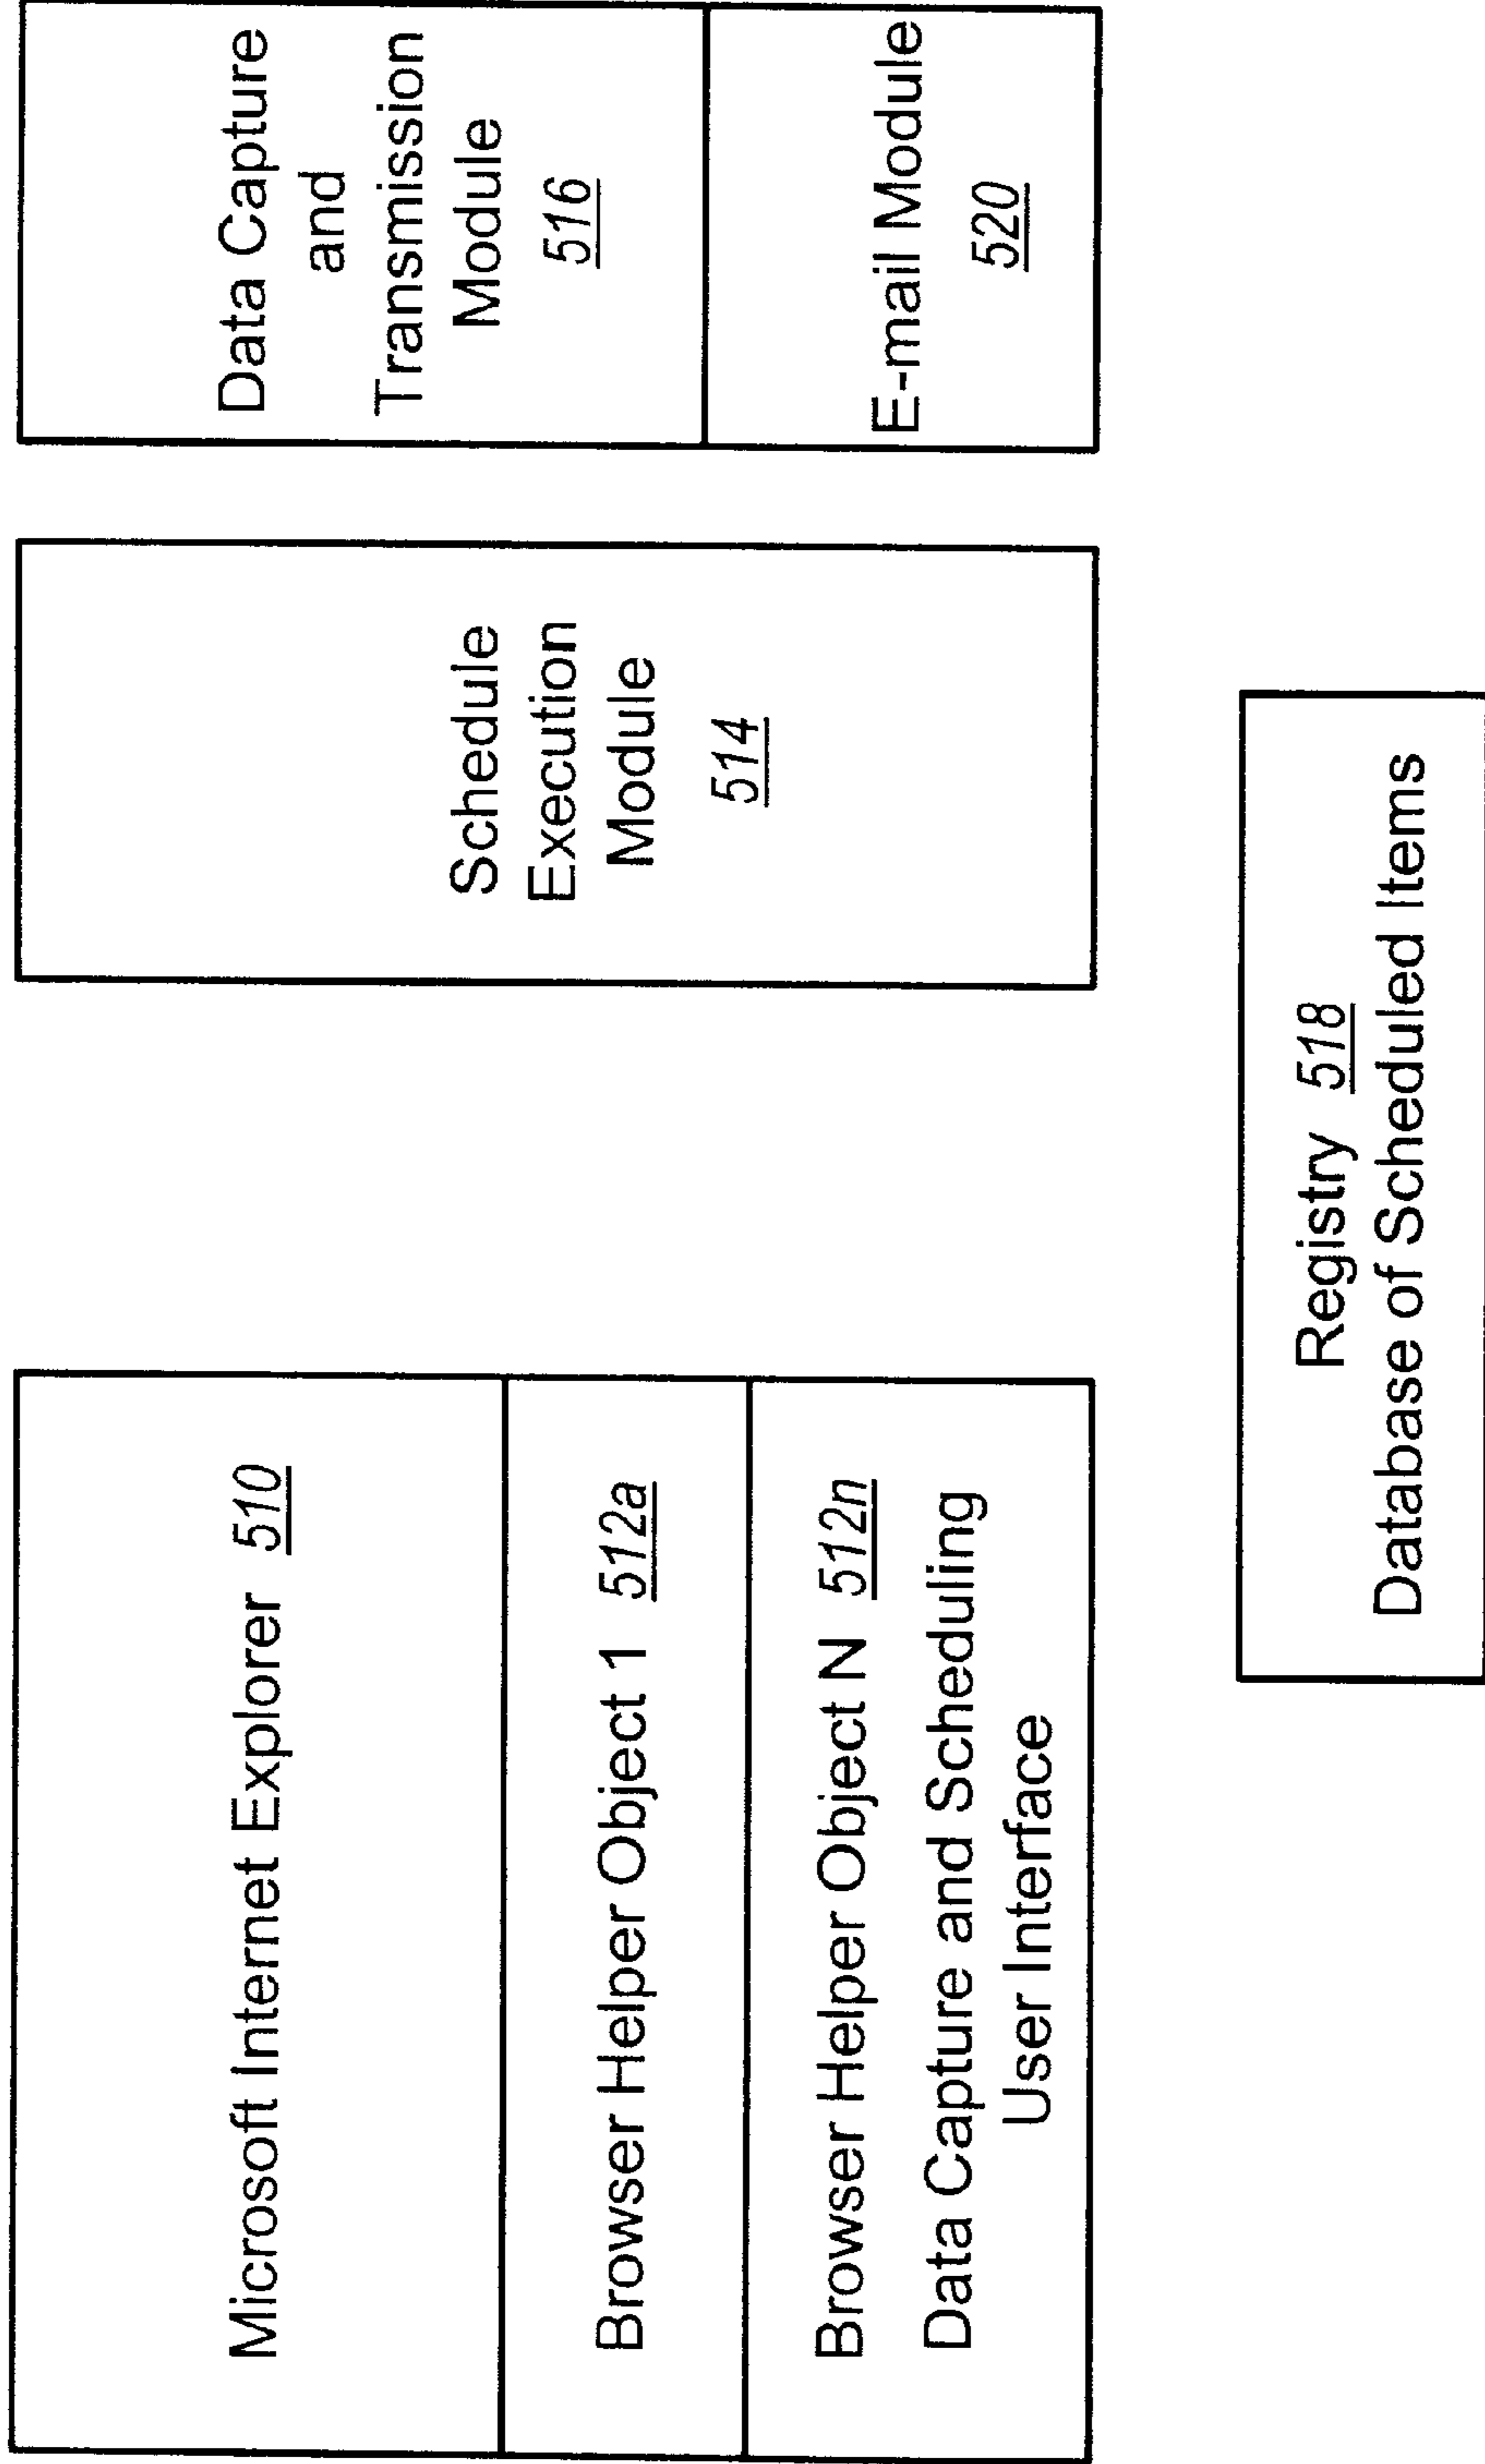 Microsoft Internet Explorer 510
Browser Helper Object 1 512a
Browser Helper Object N 512n
Data Capture and Scheduling
User Interface
Schedule
Execution
Module
514
Data Capture
and
Transmission
Module
516
E-mail Module
520
Registry 518
Database of Scheduled Items